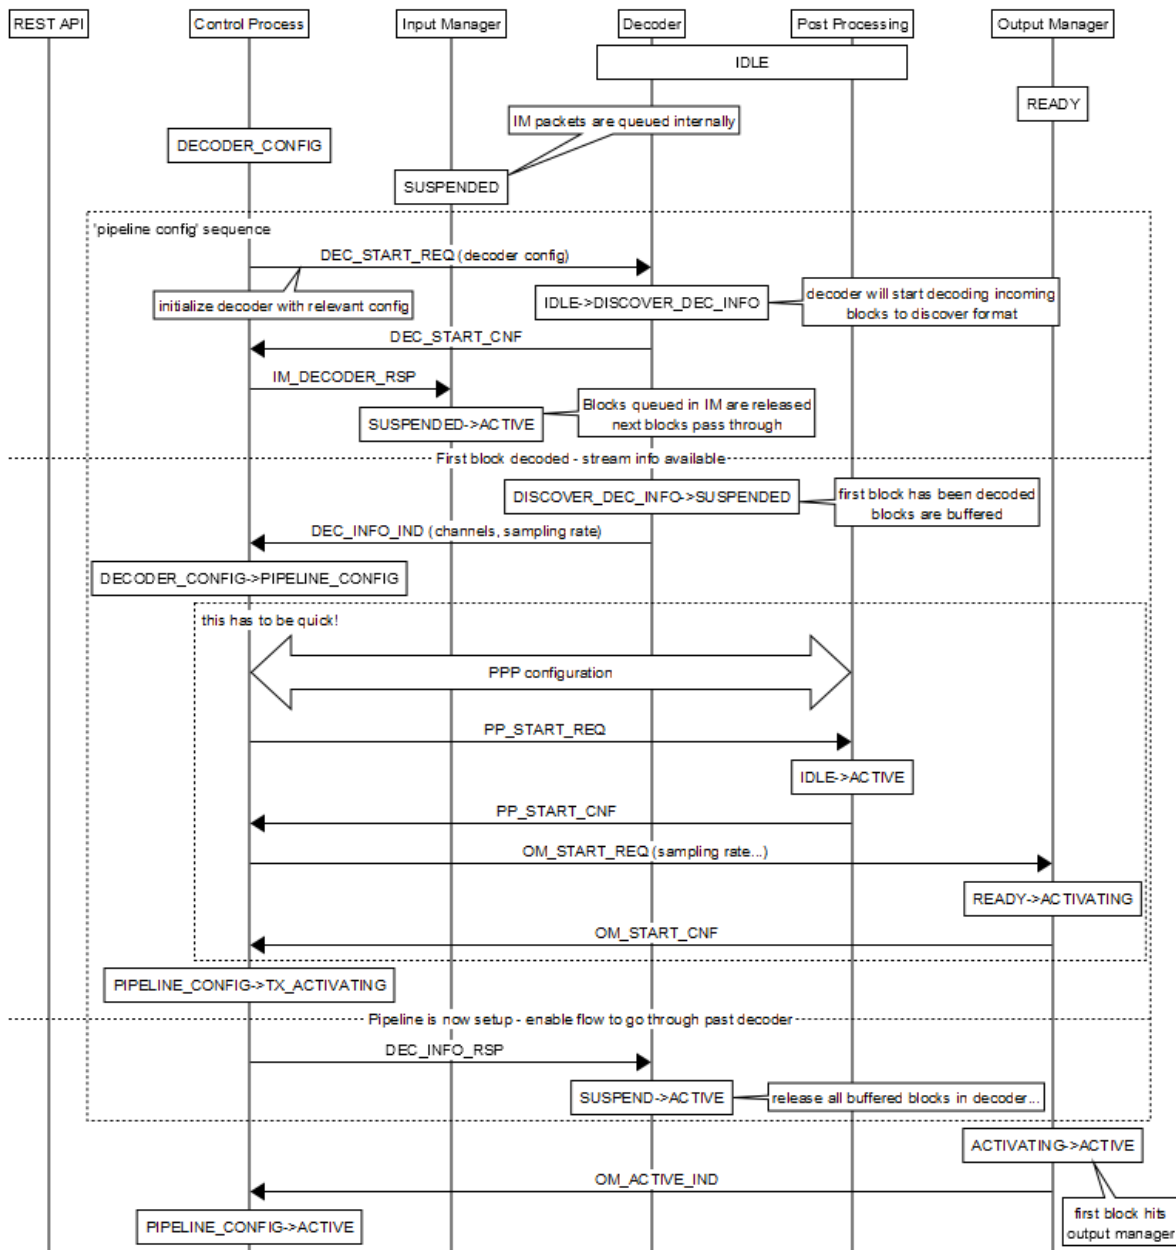 REST API
Control Process
Input Manager
Decoder
Post Processing
Output Manager
IDLE
READY
IM packets are queued internally
DECODER_CONFIG
SUSPENDED
'pipeline config' sequence
DEC_START_REQ (decoder config)
initialize decoder with relevant config
IDLE->DISCOVER_DEC_INFO
decoder will start decoding incoming
blocks to discover format
DEC_START_CNF
IM_DECODER_RSP
SUSPENDED->ACTIVE
Blocks queued in IM are released
next blocks pass through
First block decoded - stream info available
DISCOVER_DEC_INFO->SUSPENDED
first block has been decoded
blocks are buffered
DEC_INFO_IND (channels, sampling rate)
DECODER_CONFIG->PIPELINE_CONFIG
this has to be quick!
PPP configuration
PP_START_REQ
IDLE->ACTIVE
PP_START_CNF
OM_START_REQ (sampling rate...)
READY->ACTIVATING
OM_START_CNF
PIPELINE_CONFIG->TX_ACTIVATING
Pipeline is now setup - enable flow to go through past decoder
DEC_INFO_RSP
SUSPEND->ACTIVE
release all buffered blocks in decoder...
ACTIVATING->ACTIVE
OM_ACTIVE_IND
first block hits
output manager
PIPELINE_CONFIG->ACTIVE